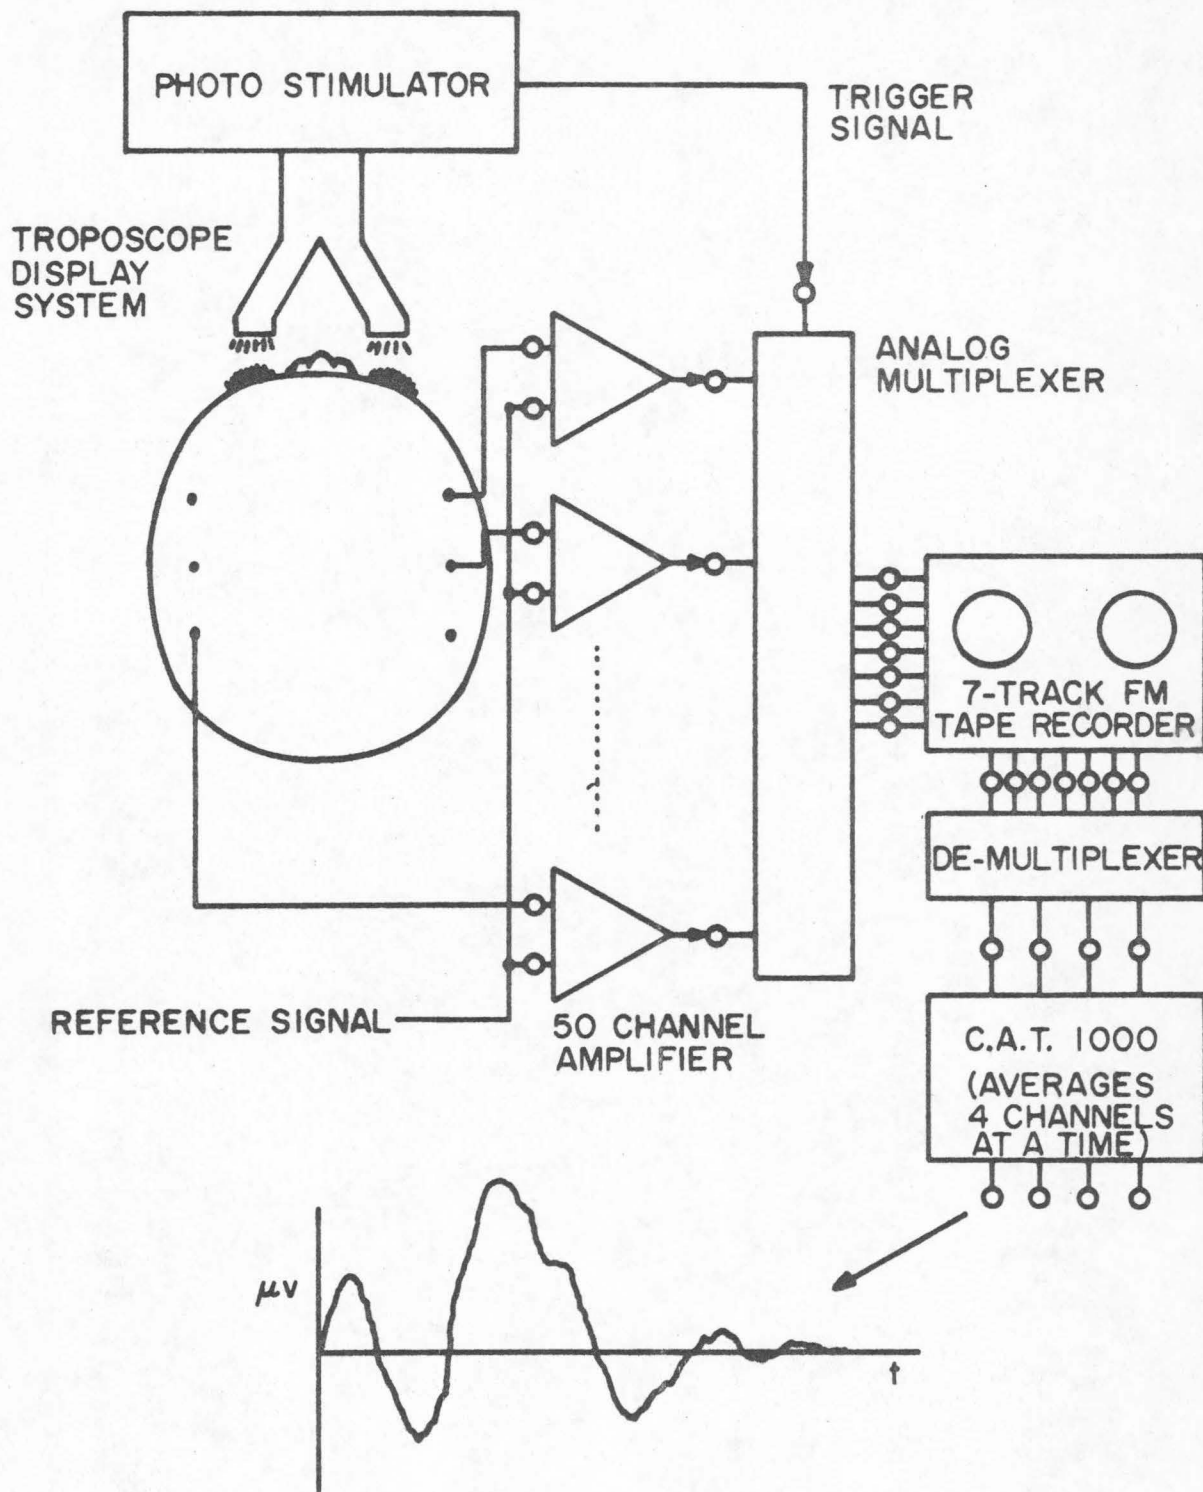 PHOTO STIMULATOR
TRIGGER
SIGNAL
TROPOSCOPE
DISPLAY
SYSTEM
ANALOG
MULTIPLEXER
7-TRACK FM
TAPE RECORDER
DE-MULTIPLEXER
REFERENCE SIGNAL
50 CHANNEL
AMPLIFIER
C.A.T. 1000
(AVERAGES
4 CHANNELS
AT A TIME)
μv
t